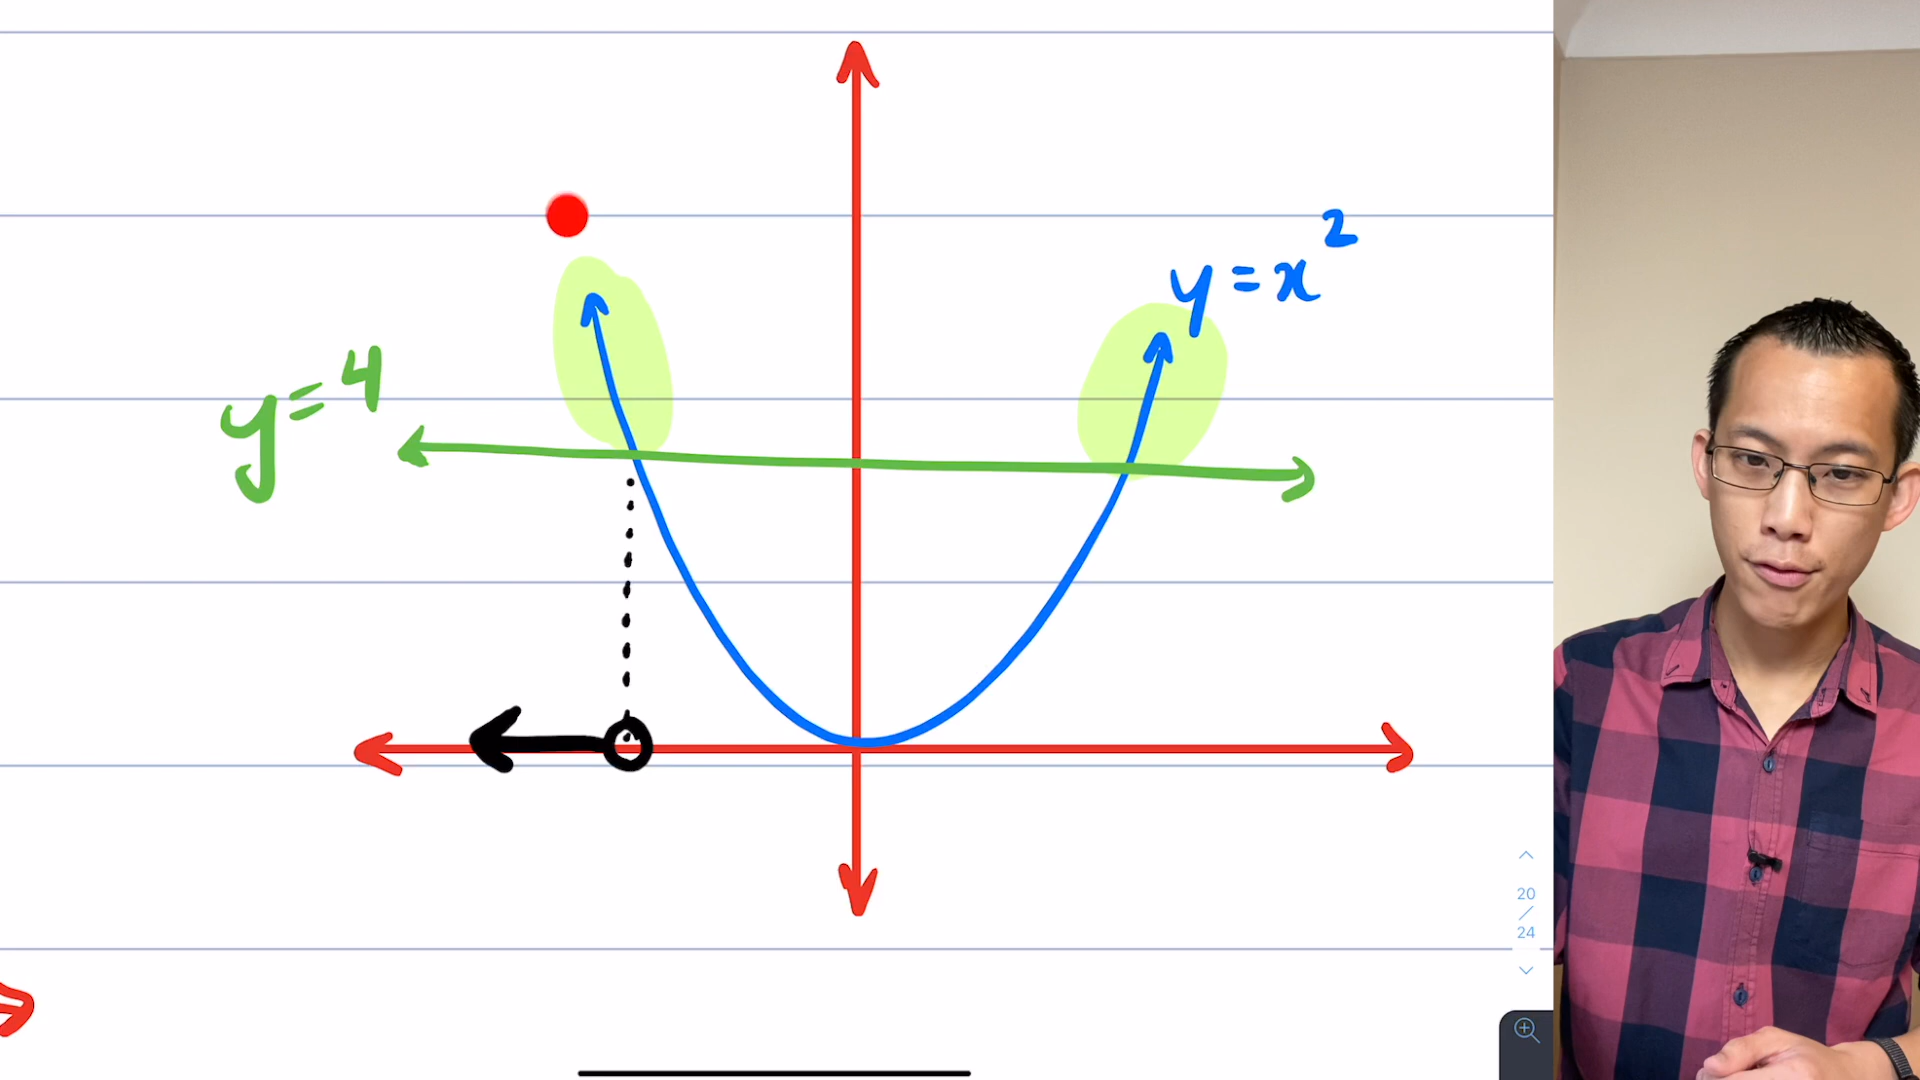 y = x²
y = 4
20
/
24